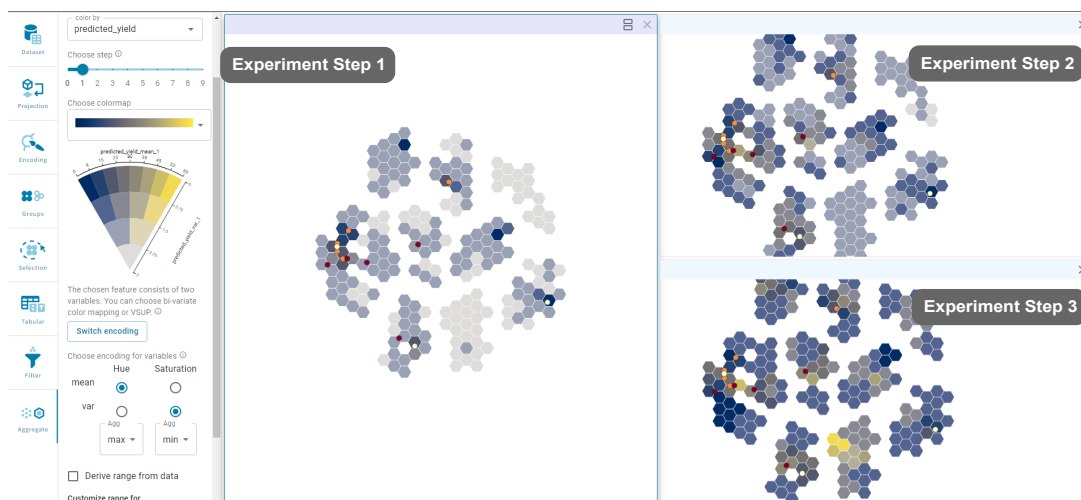 Dataset
Projection
Encoding
Groups
Selection
Tabular
Filter
Aggregate
color by
predicted_yield
Choose step
0 1 2 3 4 5 6 7 8 9
Choose colormap
predicted_yield_mean_1
predicted_yield_var_1
The chosen feature consists of two
variables. You can choose bi-variate
color mapping or VSUP.
Switch encoding
Choose encoding for variables
Hue Saturation
mean
var
Agg Agg
max min
Derive range from data
Customize range for
Experiment Step 1
Experiment Step 2
Experiment Step 3